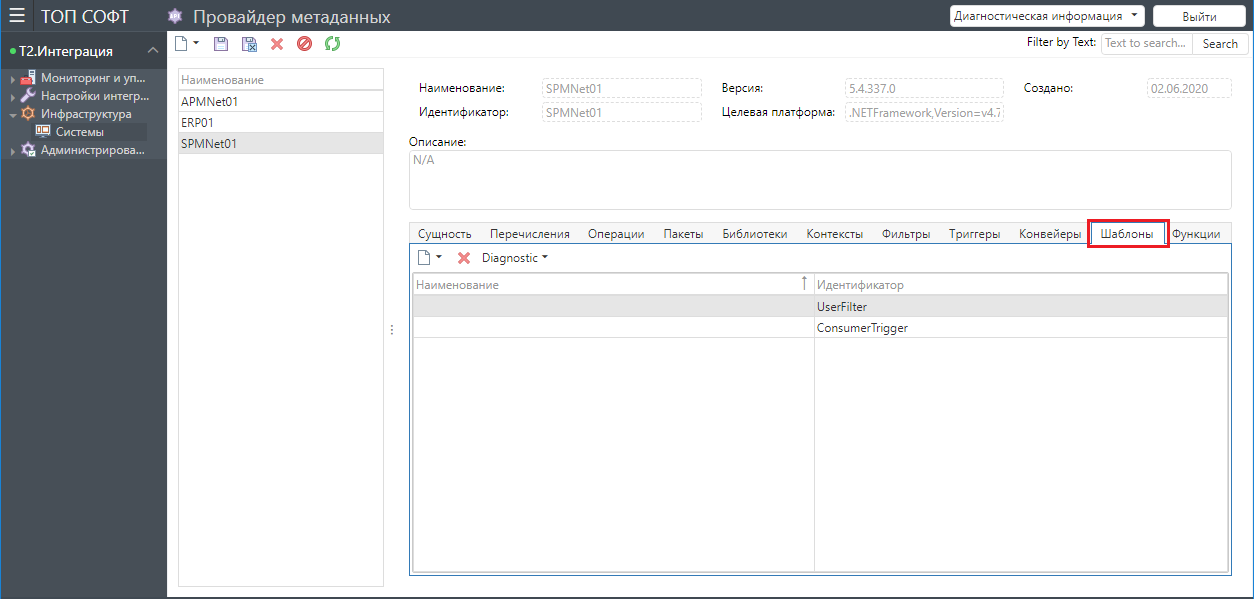 ТОП СОФТ
Провайдер метаданных
Диагностическая информация
Выйти
Т2.Интеграция
Filter by Text:
Text to search...
Search
Мониторинг и уп...
Настройки интегр...
Инфраструктура
Системы
Администрирова...
Наименование
APMNet01
ERP01
SPMNet01
Наименование: SPMNet01 Версия: 5.4.337.0 Создано: 02.06.2020
Идентификатор: SPMNet01 Целевая платформа: .NETFramework,Version=v4.7
Описание:
N/A
Сущность Перечисления Операции Пакеты Библиотеки Контексты Фильтры Триггеры Конвейеры Шаблоны Функции
Diagnostic
Наименование Идентификатор
UserFilter
ConsumerTrigger